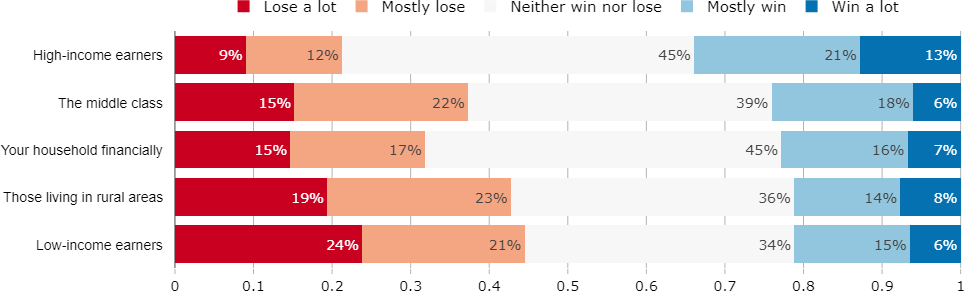 Lose a lot Mostly lose Neither win nor lose Mostly win Win a lot
High-income earners 9% 12% 45% 21% 13%
The middle class 15% 22% 39% 18% 6%
Your household financially 15% 17% 45% 16% 7%
Those living in rural areas 19% 23% 36% 14% 8%
Low-income earners 24% 21% 34% 15% 6%
0 0.1 0.2 0.3 0.4 0.5 0.6 0.7 0.8 0.9 1